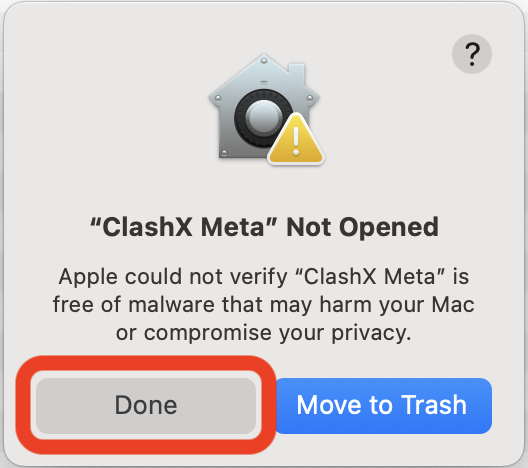 ?
“ClashX Meta” Not Opened
Apple could not verify “ClashX Meta” is
free of malware that may harm your Mac
or compromise your privacy.
Done
Move to Trash